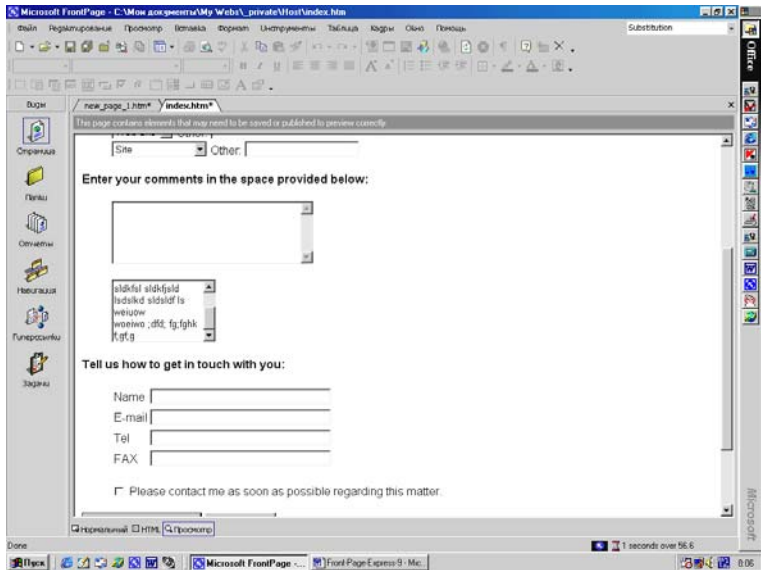 Microsoft FrontPage - C:\Мои документы\My Webs\_private\Host\index.htm
Файл Редактирование Просмотр Вставка Формат Инструменты Таблица Кадры Окно Помощь
Substitution
Office
Виды
new_page_1.htm* index.htm*
This page contains elements that may need to be saved or published to preview correctly.
Страница
Site Other:
Enter your comments in the space provided below:
Папки
Отчеты
Навигация
sldkfsl sldkfjsld
lsdslkd sldsldf ls
weiuow
woeiwo ;dfd; fg;fghk
f;gf;g
Гиперссылки
Tell us how to get in touch with you:
Задачи
Name
E-mail
Tel
FAX
Please contact me as soon as possible regarding this matter.
Microsoft
Нормальный HTML Просмотр
Done
1 seconds over 56.6
Пуск Microsoft FrontPage -... Front-Page-Express-9 - Mic...
0:06